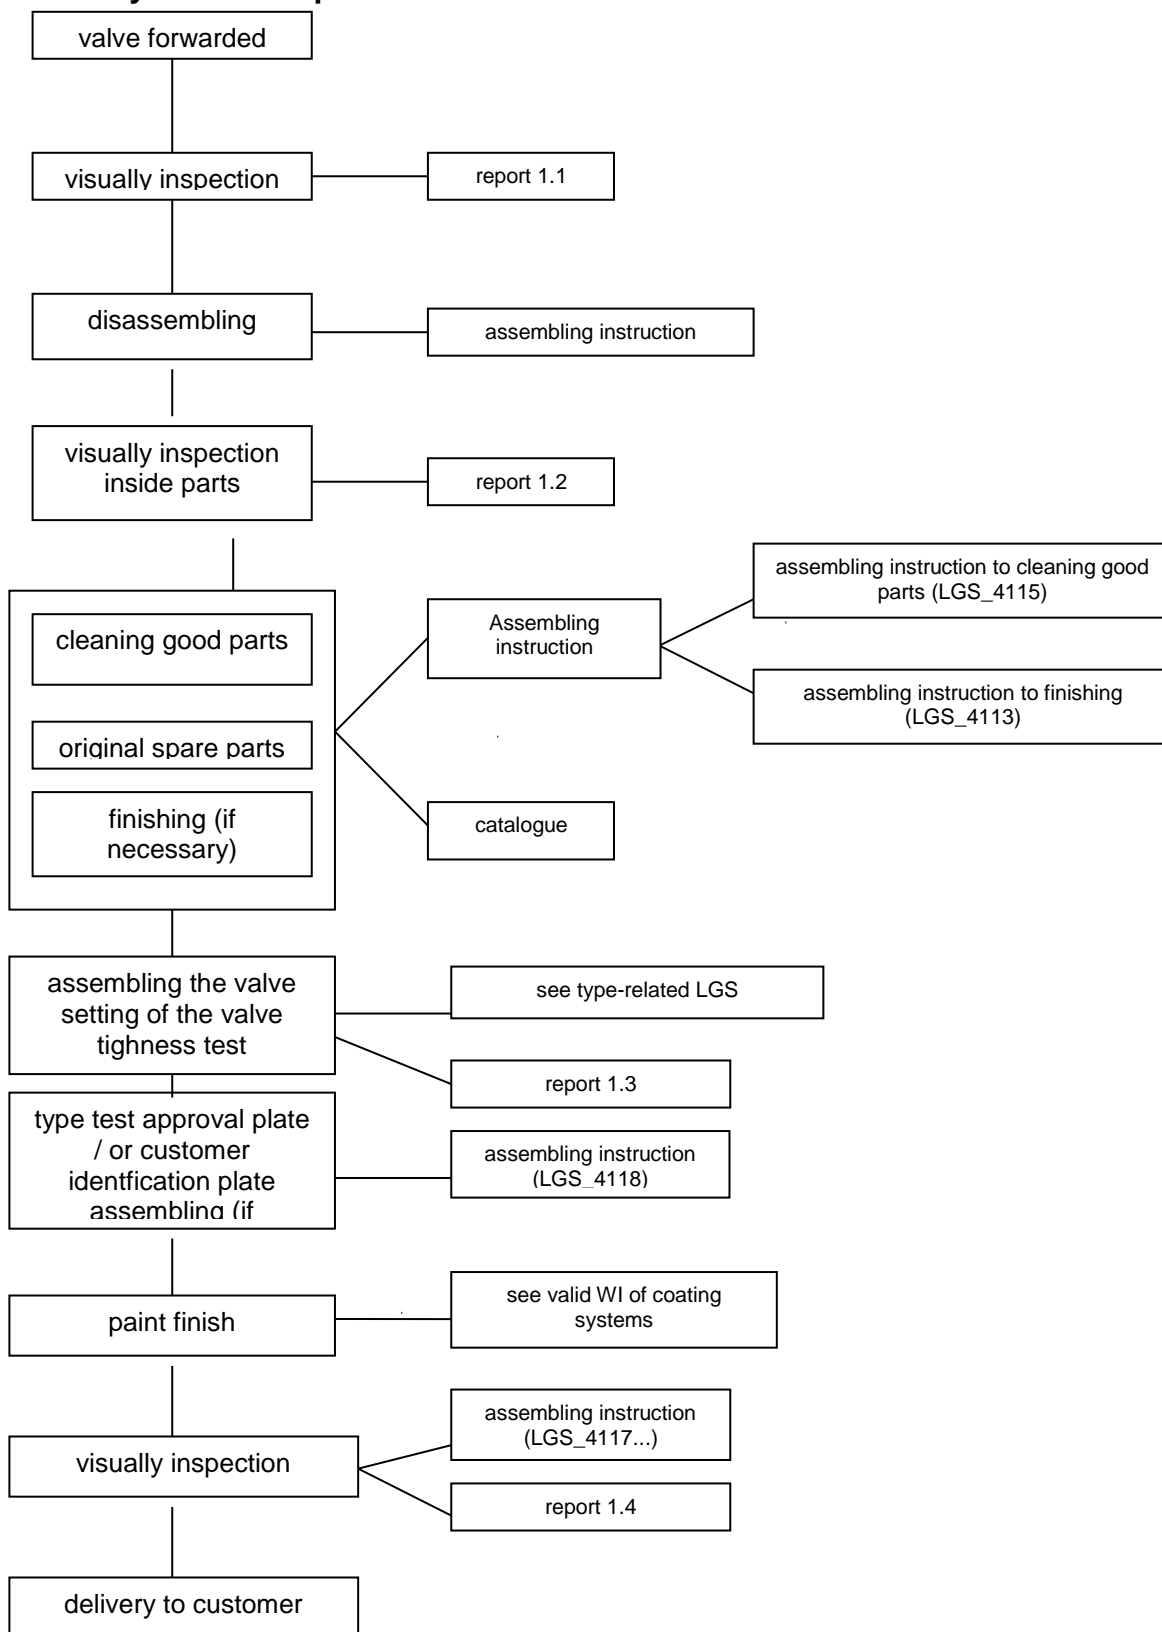 valve forwarded
visually inspection
report 1.1
disassembling
assembling instruction
visually inspection
inside parts
report 1.2
cleaning good parts
original spare parts
finishing (if
necessary)
Assembling
instruction
assembling instruction to cleaning good
parts (LGS_4115)
assembling instruction to finishing
(LGS_4113)
catalogue
assembling the valve
setting of the valve
tighness test
see type-related LGS
report 1.3
type test approval plate
/ or customer
identfication plate
assembling (if
assembling instruction
(LGS_4118)
paint finish
see valid WI of coating
systems
visually inspection
assembling instruction
(LGS_4117...)
report 1.4
delivery to customer